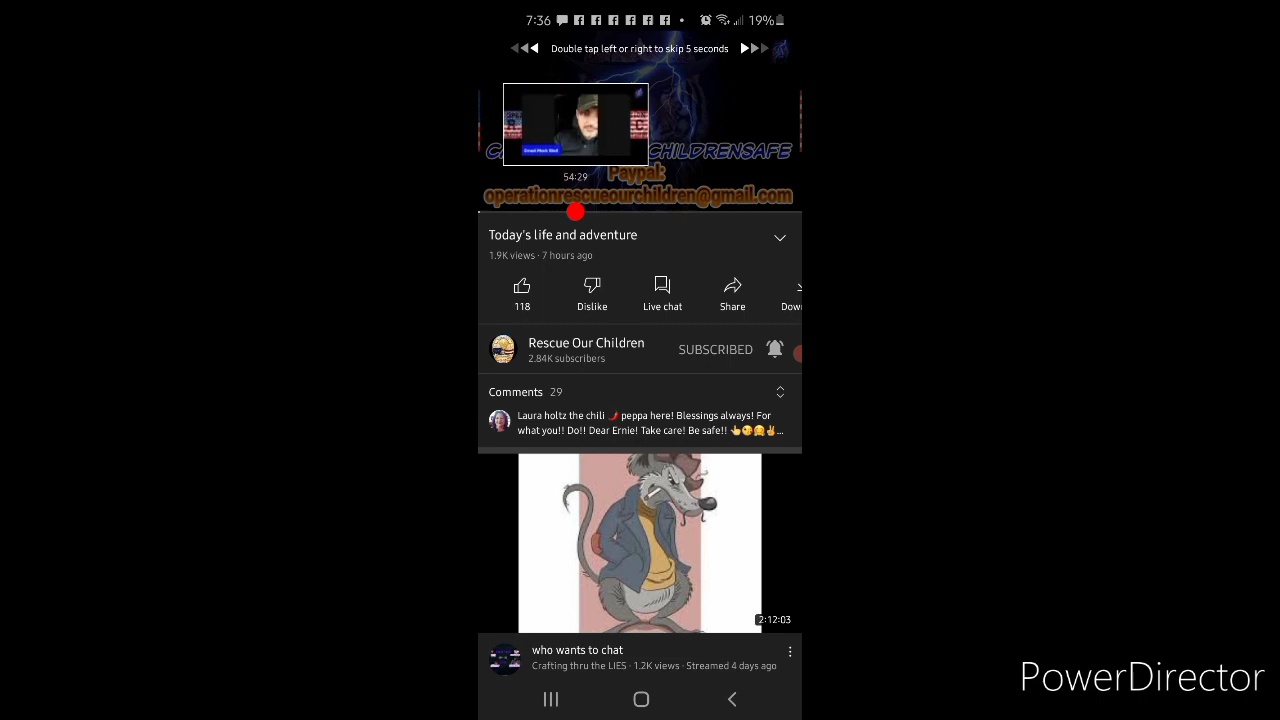 7:36
19%
Double tap left or right to skip 5 seconds
CHILDRENSAFE
54:29
Paypal:
operationrescueourchildren@gmail.com
Today's life and adventure
1.9K views · 7 hours ago
118
Dislike
Live chat
Share
Dow
Rescue Our Children
2.84K subscribers
SUBSCRIBED
Comments 29
Laura holtz the chili 🌶️ peppa here! Blessings always! For
what you!! Do!! Dear Ernie! Take care! Be safe!! 👆😘🤗✌️...
2:12:03
who wants to chat
Crafting thru the LIES · 1.2K views · Streamed 4 days ago
PowerDirector